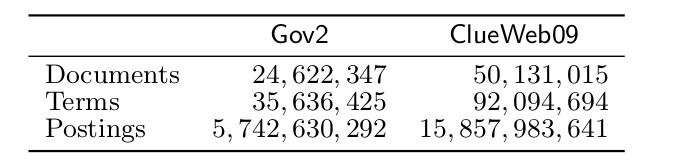 Gov2 ClueWeb09
Documents 24, 622, 347 50, 131, 015
Terms 35, 636, 425 92, 094, 694
Postings 5, 742, 630, 292 15, 857, 983, 641